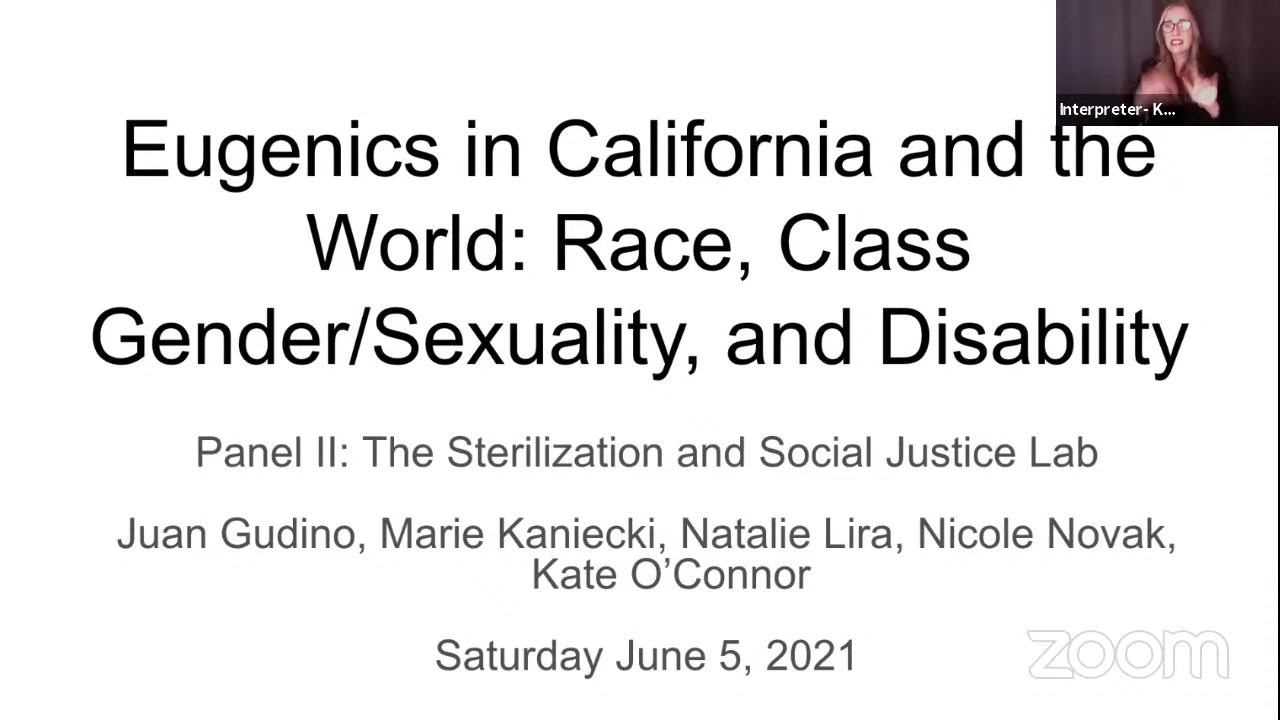 Interpreter- K...
Eugenics in California and the
World: Race, Class
Gender/Sexuality, and Disability
Panel II: The Sterilization and Social Justice Lab
Juan Gudino, Marie Kaniecki, Natalie Lira, Nicole Novak,
Kate O’Connor
Saturday June 5, 2021
zoom